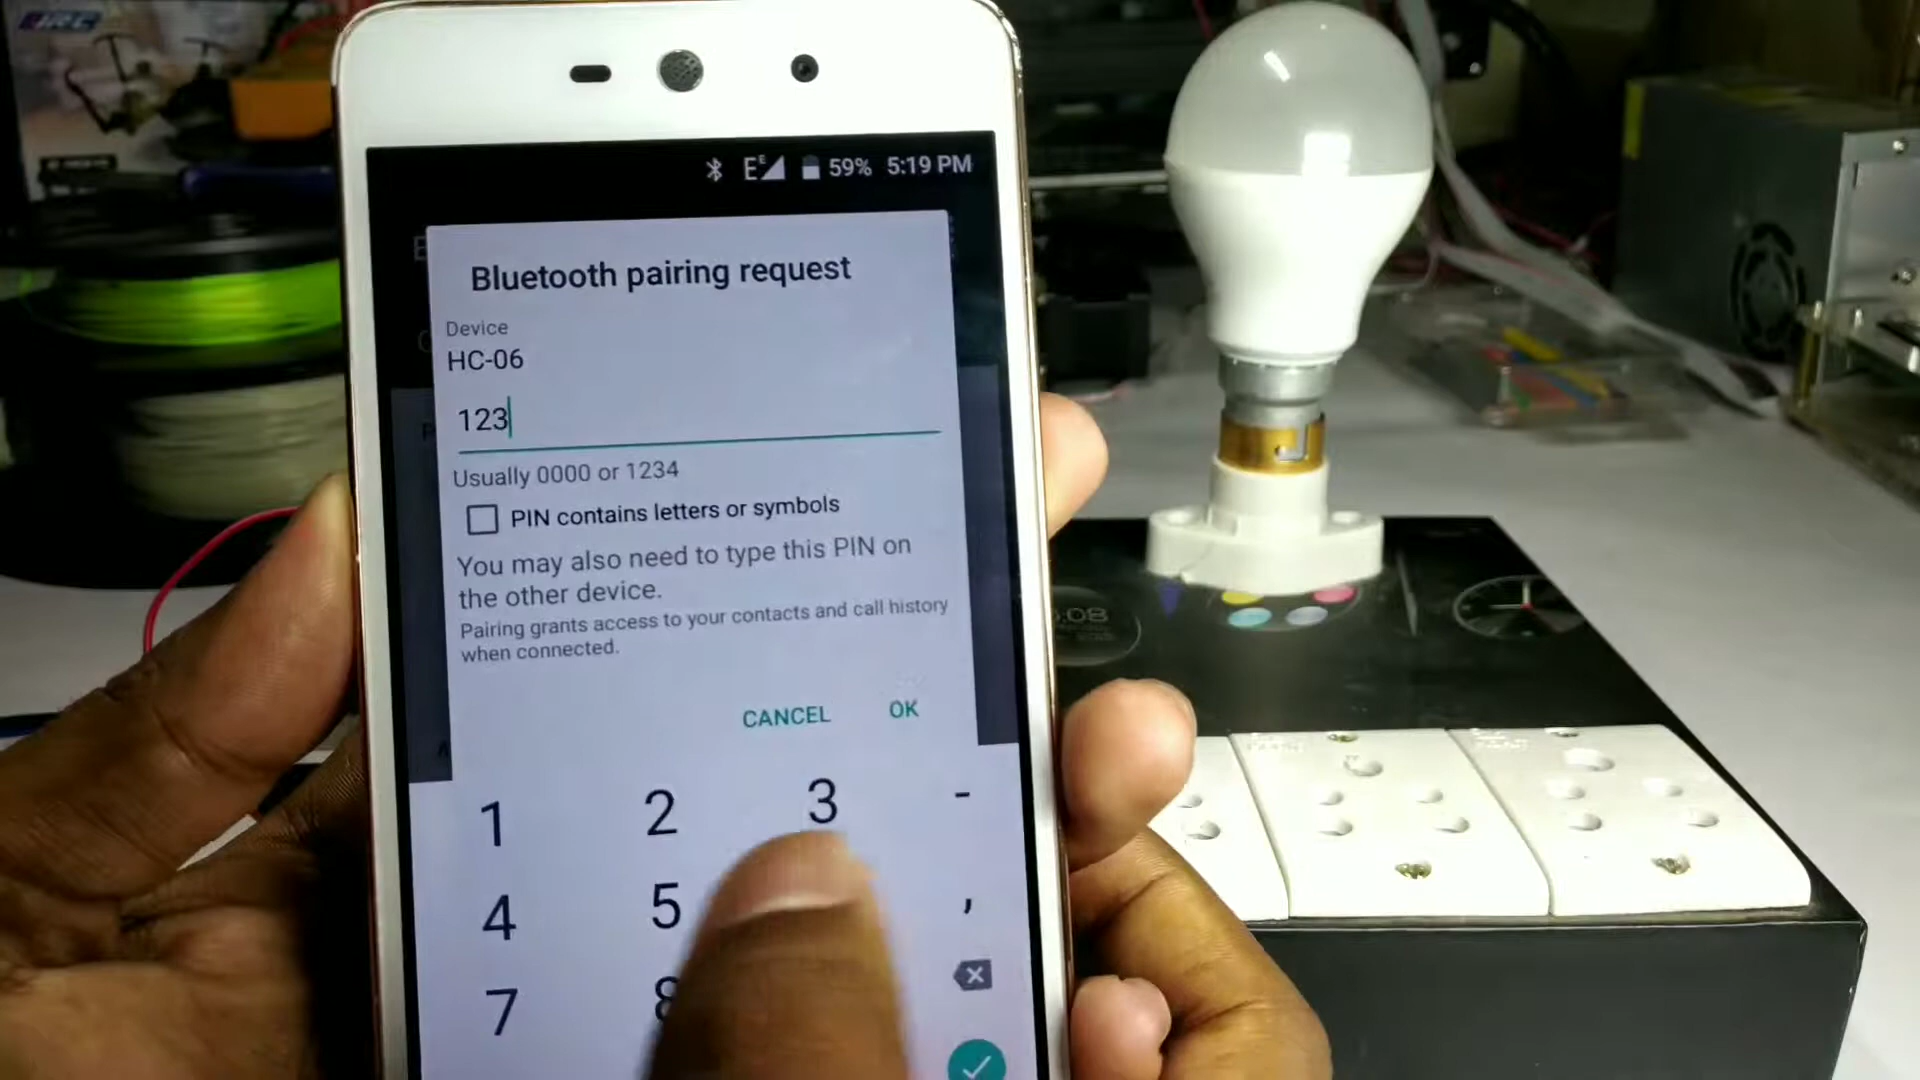 59% 5:19 PM
Bluetooth pairing request
Device
HC-06
123
Usually 0000 or 1234
PIN contains letters or symbols
You may also need to type this PIN on
the other device.
Pairing grants access to your contacts and call history
when connected.
CANCEL OK
1 2 3 -
4 5 ,
7 8